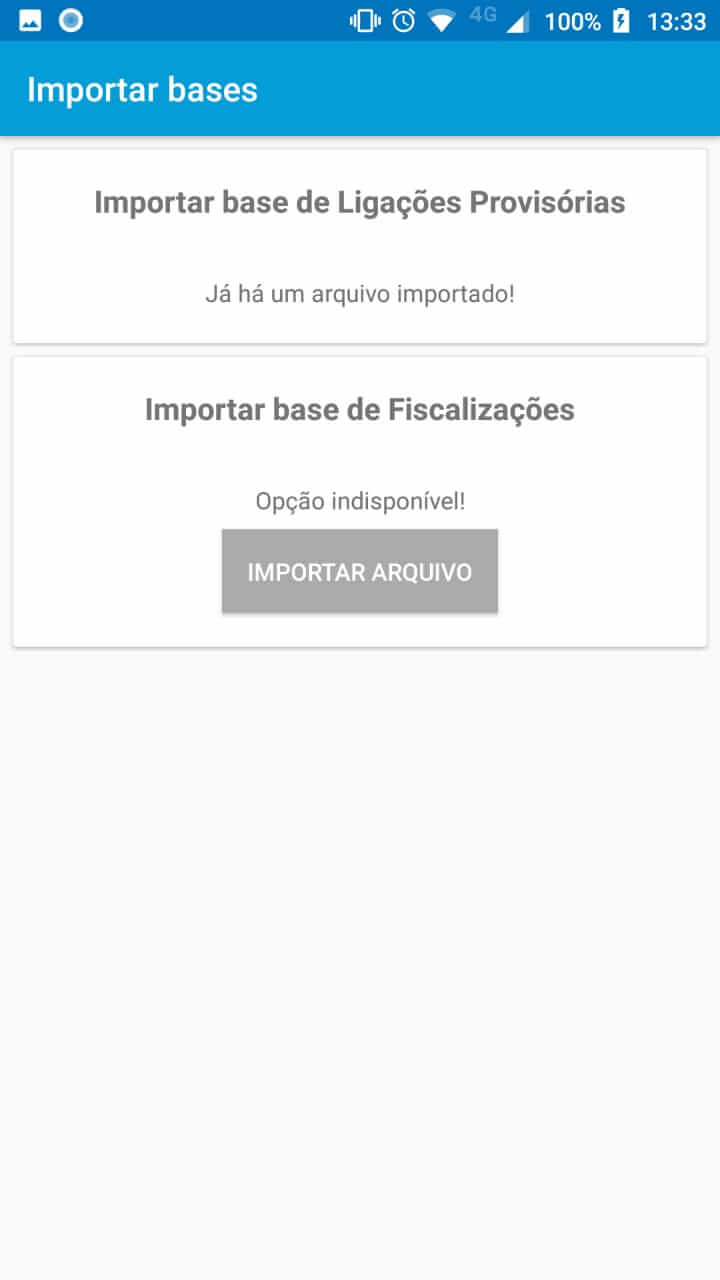 4G 100% 13:33
Importar bases
Importar base de Ligações Provisórias
Já há um arquivo importado!
Importar base de Fiscalizações
Opção indisponível!
IMPORTAR ARQUIVO